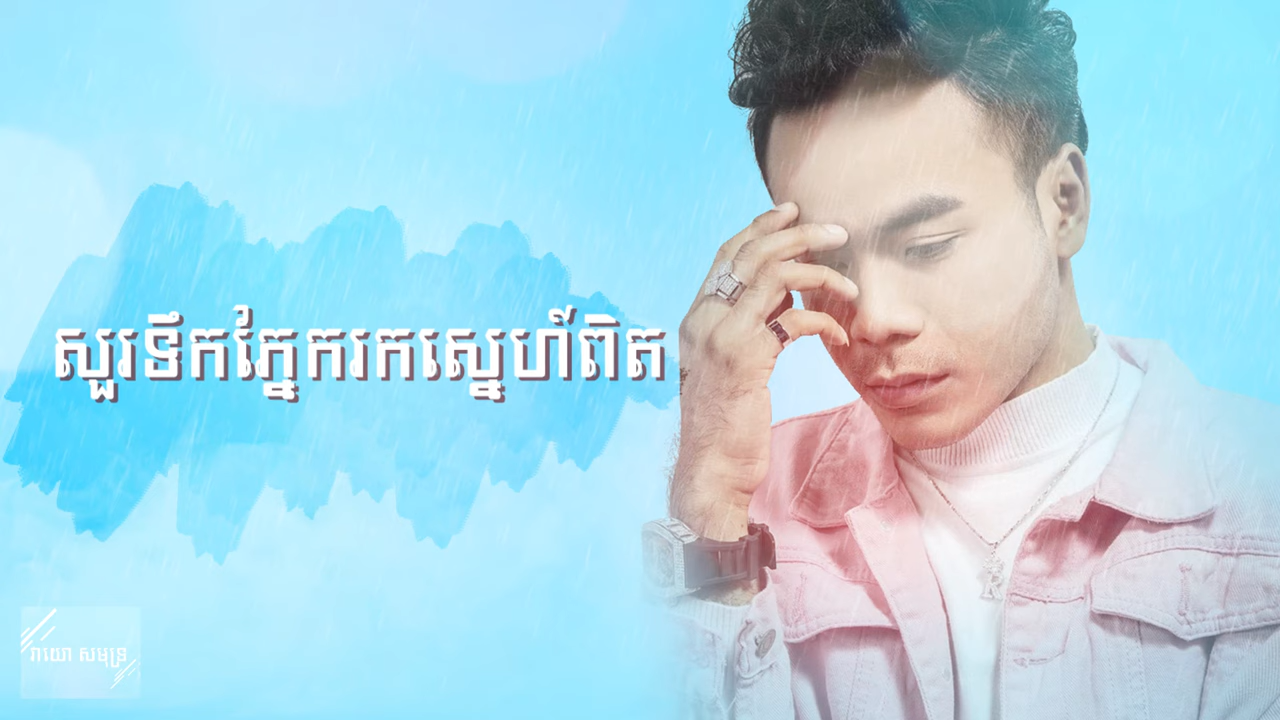 សួរទឹកភ្នែករកស្នេហ៍ពិត
វាយោ សមុទ្រ